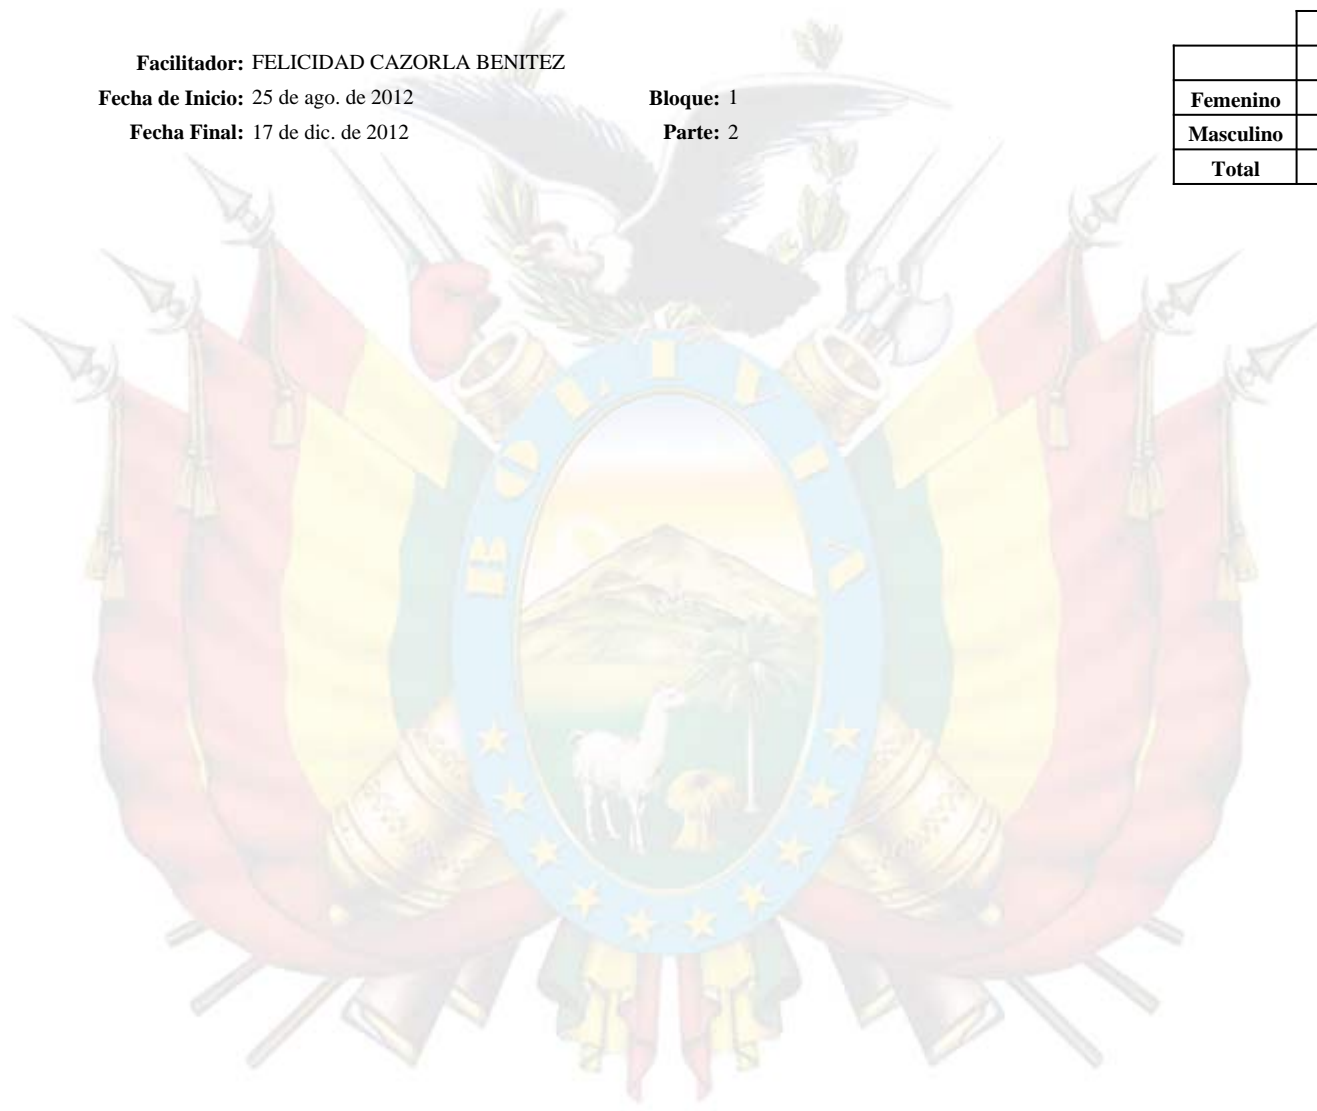 Facilitador: FELICIDAD CAZORLA BENITEZ
Fecha de Inicio: 25 de ago. de 2012 Bloque: 1
Fecha Final: 17 de dic. de 2012 Parte: 2
Femenino
Masculino
Total
BOLIVIA